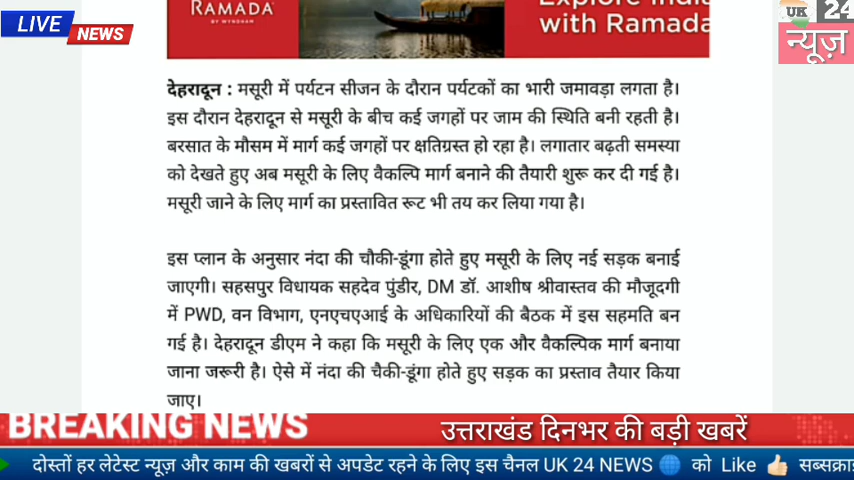 RAMADA
BY WYNDHAM
with Ramada
LIVE
NEWS
UK
24
न्यूज़
देहरादून : मसूरी में पर्यटन सीजन के दौरान पर्यटकों का भारी जमावड़ा लगता है।
इस दौरान देहरादून से मसूरी के बीच कई जगहों पर जाम की स्थिति बनी रहती है।
बरसात के मौसम में मार्ग कई जगहों पर क्षतिग्रस्त हो रहा है। लगातार बढ़ती समस्या
को देखते हुए अब मसूरी के लिए वैकल्पि मार्ग बनाने की तैयारी शुरू कर दी गई है।
मसूरी जाने के लिए मार्ग का प्रस्तावित रूट भी तय कर लिया गया है।
इस प्लान के अनुसार नंदा की चौकी-डूंगा होते हुए मसूरी के लिए नई सड़क बनाई
जाएगी। सहसपुर विधायक सहदेव पुंडीर, DM डॉ. आशीष श्रीवास्तव की मौजूदगी
में PWD, वन विभाग, एनएचएआई के अधिकारियों की बैठक में इस सहमति बन
गई है। देहरादून डीएम ने कहा कि मसूरी के लिए एक और वैकल्पिक मार्ग बनाया
जाना जरूरी है। ऐसे में नंदा की चैकी-डूंगा होते हुए सड़क का प्रस्ताव तैयार किया
जाए।
BREAKING NEWS
उत्तराखंड दिनभर की बड़ी खबरें
दोस्तों हर लेटेस्ट न्यूज़ और काम की खबरों से अपडेट रहने के लिए इस चैनल UK 24 NEWS 🌐 को Like 👍🏻